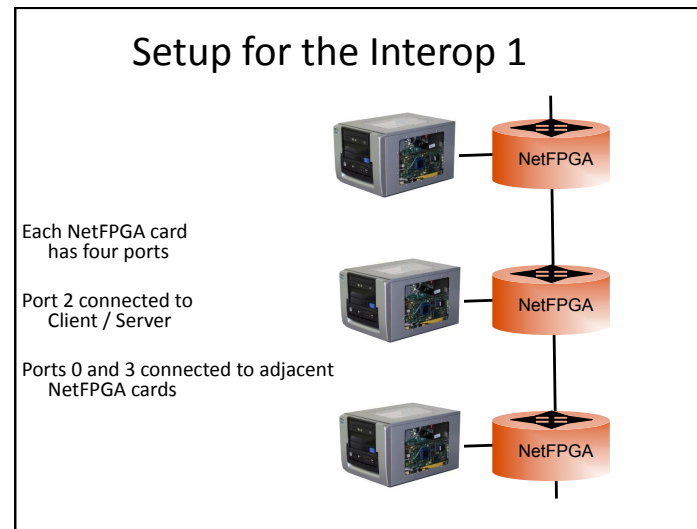 Setup for the Interop 1
NetFPGA
Each NetFPGA card
has four ports
Port 2 connected to
Client / Server
NetFPGA
Ports 0 and 3 connected to adjacent
NetFPGA cards
NetFPGA